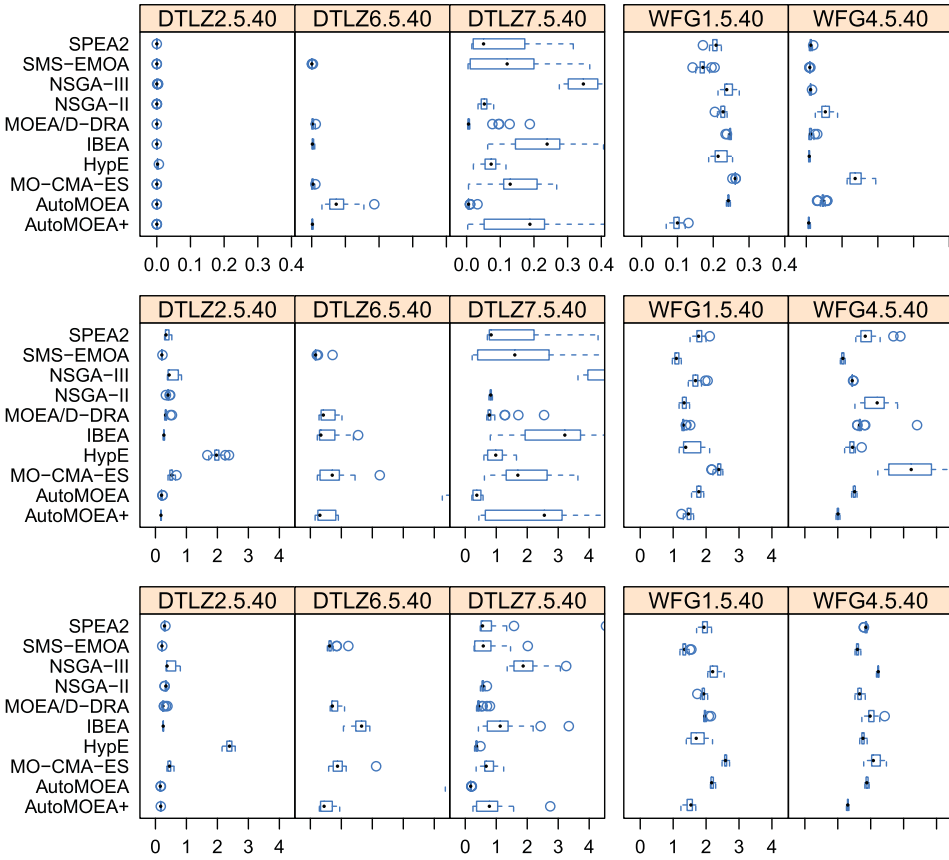 DTLZ2.5.40 DTLZ6.5.40 DTLZ7.5.40 WFG1.5.40 WFG4.5.40
SPEA2
SMS−EMOA
NSGA−III
NSGA−II
MOEA/D−DRA
IBEA
HypE
MO−CMA−ES
AutoMOEA
AutoMOEA+
0.0 0.1 0.2 0.3 0.4 0.0 0.1 0.2 0.3 0.4 0.0 0.1 0.2 0.3 0.4
DTLZ2.5.40 DTLZ6.5.40 DTLZ7.5.40 WFG1.5.40 WFG4.5.40
SPEA2
SMS−EMOA
NSGA−III
NSGA−II
MOEA/D−DRA
IBEA
HypE
MO−CMA−ES
AutoMOEA
AutoMOEA+
0 1 2 3 4 0 1 2 3 4 0 1 2 3 4
DTLZ2.5.40 DTLZ6.5.40 DTLZ7.5.40 WFG1.5.40 WFG4.5.40
SPEA2
SMS−EMOA
NSGA−III
NSGA−II
MOEA/D−DRA
IBEA
HypE
MO−CMA−ES
AutoMOEA
AutoMOEA+
0 1 2 3 4 0 1 2 3 4 0 1 2 3 4